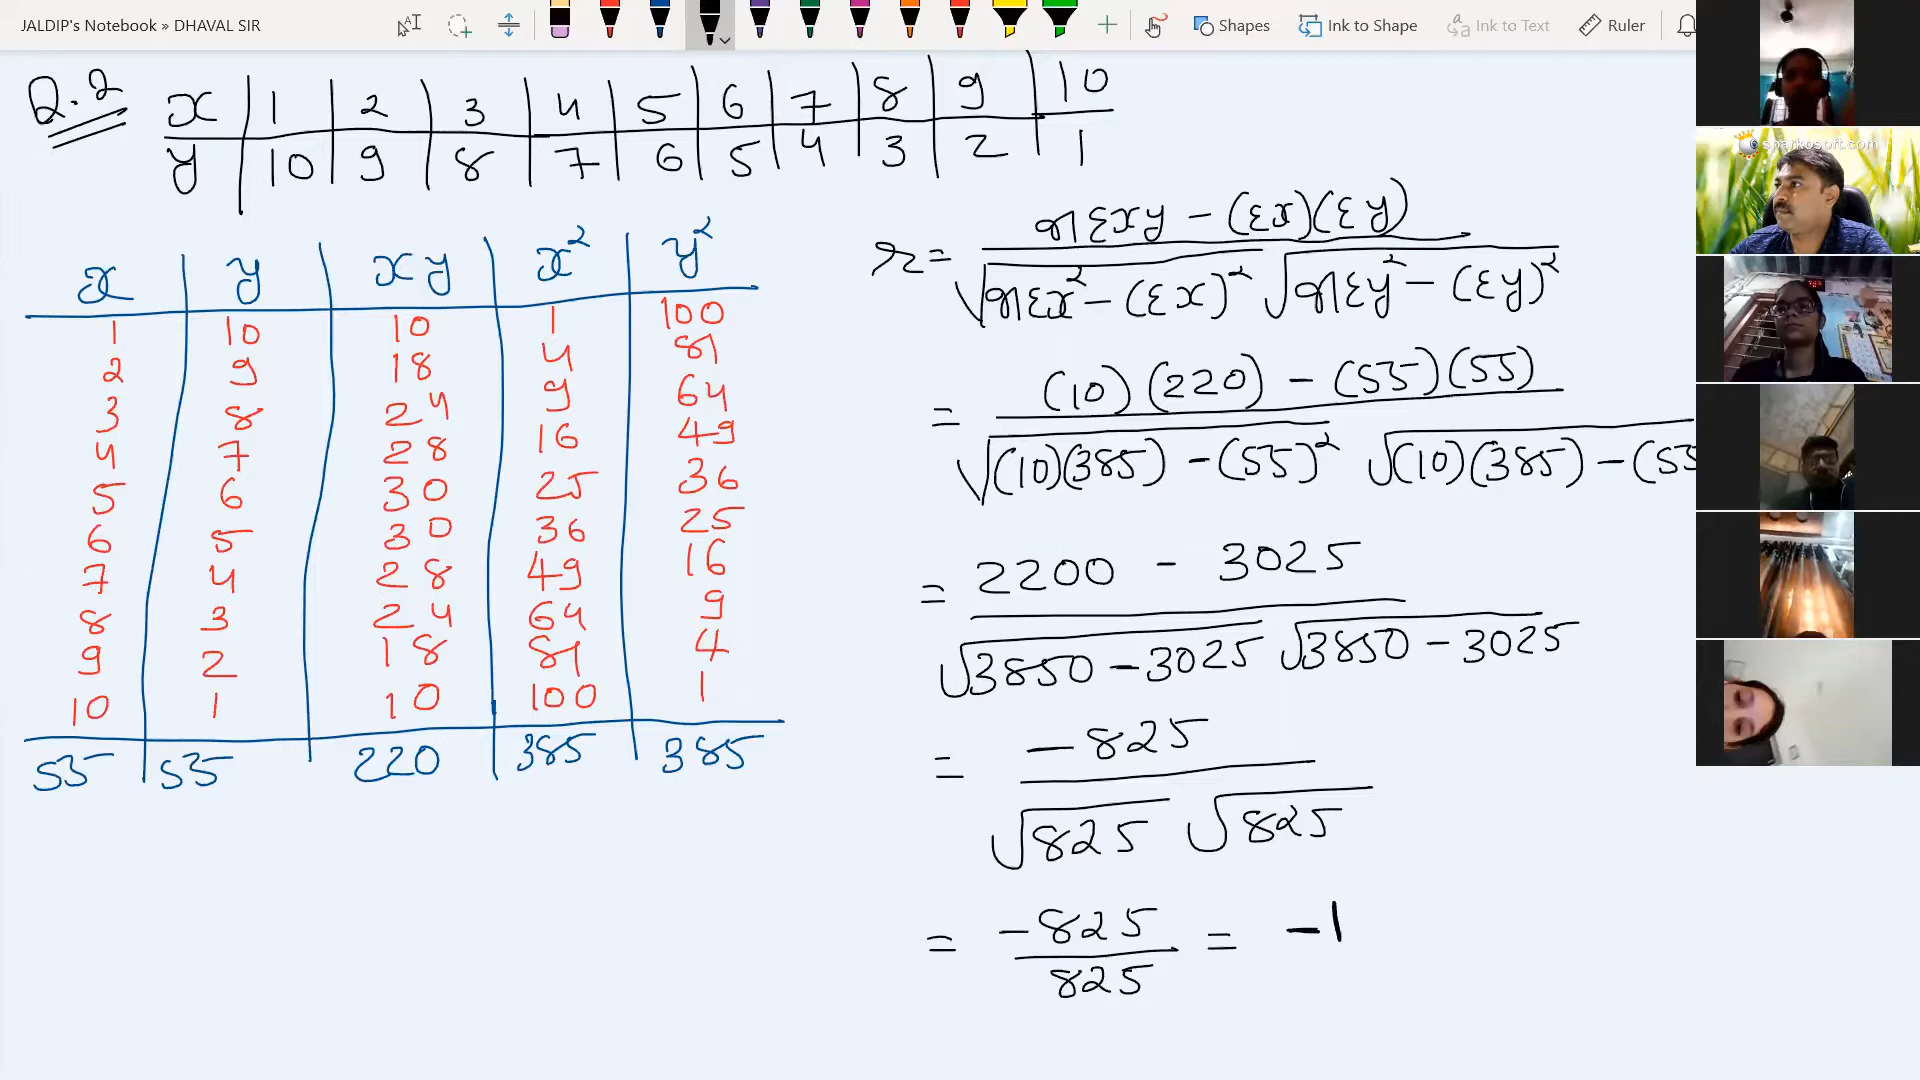 JALDIP's Notebook » DHAVAL SIR
Shapes
Ink to Shape
Ink to Text
Ruler
Q.2
x 1 2 3 4 5 6 7 8 9 10
y 10 9 8 7 6 5 4 3 2 1
x y xy x² y²
1 10 10 1 100
2 9 18 4 81
3 8 24 9 64
4 7 28 16 49
5 6 30 25 36
6 5 30 36 25
7 4 28 49 16
8 3 24 64 9
9 2 18 81 4
10 1 10 100 1
55 55 220 385 385
r = nΣxy - (Σx)(Σy)
√nΣx² - (Σx)² √nΣy² - (Σy)²
= (10)(220) - (55)(55)
√(10)(385) - (55)² √(10)(385) - (55
= 2200 - 3025
√3850 - 3025 √3850 - 3025
= -825
√825 √825
= -825 = -1
825
sparkosoft.com